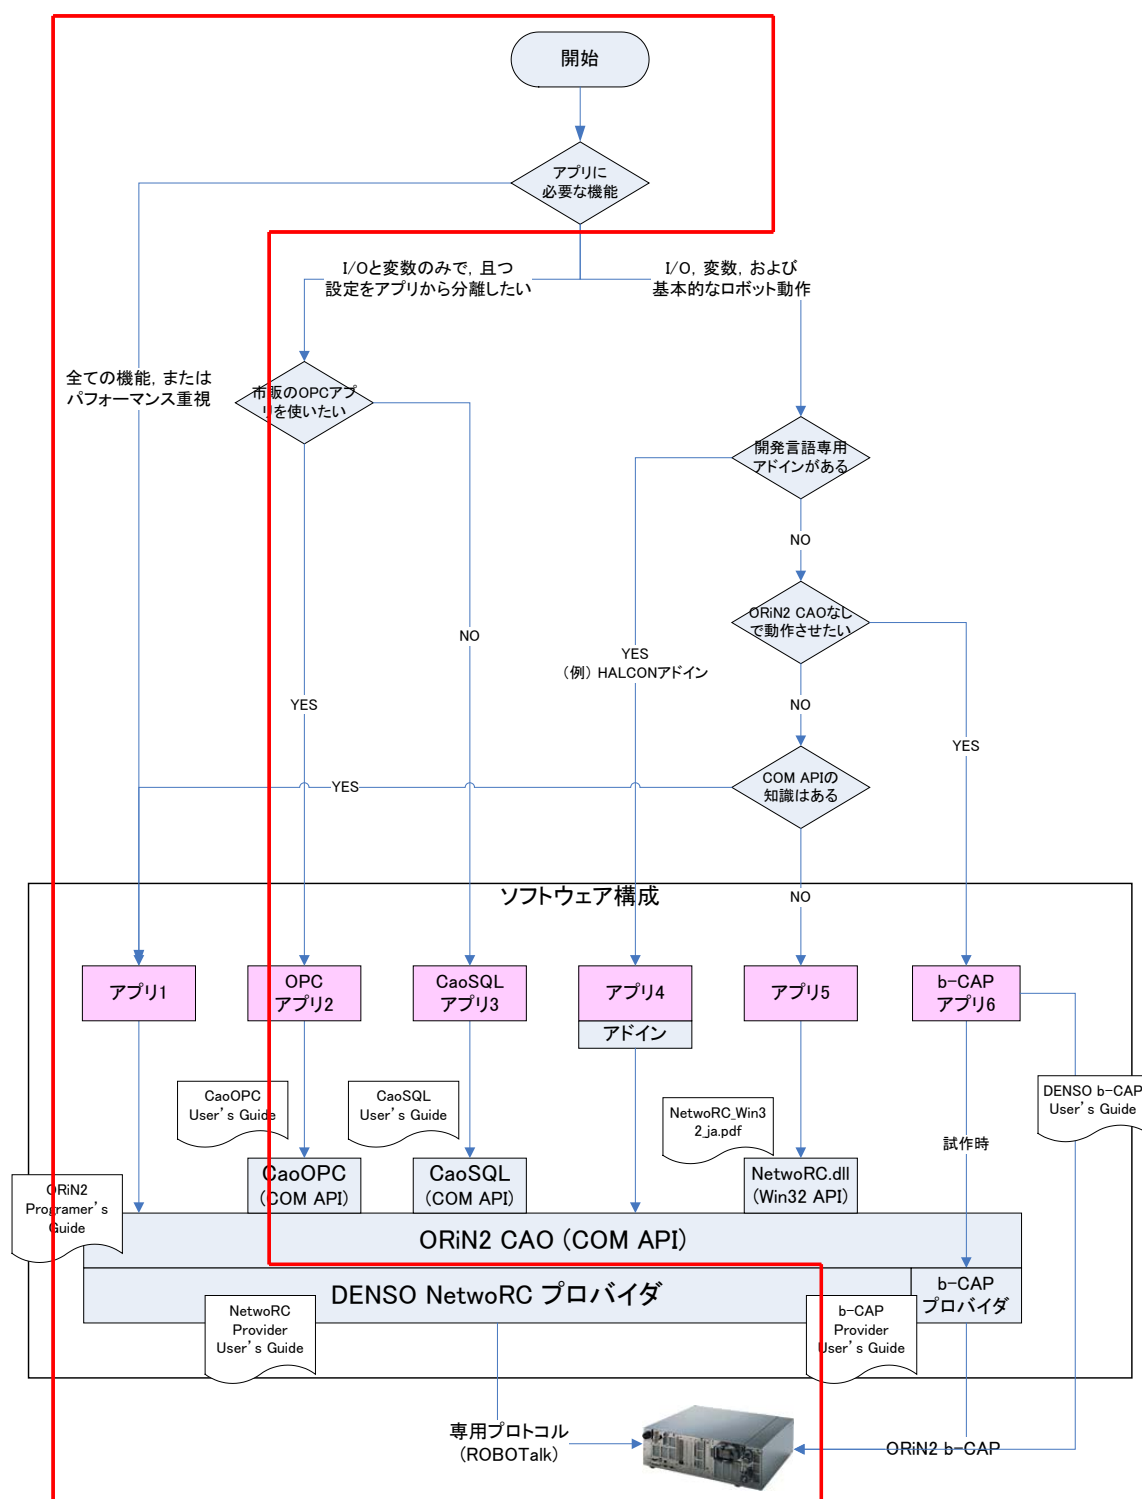 開始
アプリに
必要な機能
I/Oと変数のみで, 且つ
設定をアプリから分離したい
I/O, 変数, および
基本的なロボット動作
全ての機能, または
パフォーマンス重視
市販のOPCアプ
リを使いたい
開発言語専用
アドインがある
NO
ORiN2 CAOなし
で動作させたい
NO
YES
(例) HALCONアドイン
YES
NO
YES
COM APIの
知識はある
YES
ソフトウェア構成
NO
アプリ1
OPC
アプリ2
CaoSQL
アプリ3
アプリ4
アドイン
アプリ5
b-CAP
アプリ6
CaoOPC
User's Guide
CaoSQL
User's Guide
NetwoRC_Win3
2_ja.pdf
DENSO b-CAP
User's Guide
試作時
ORiN2
Programer's
Guide
CaoOPC
(COM API)
CaoSQL
(COM API)
NetwoRC.dll
(Win32 API)
ORiN2 CAO (COM API)
DENSO NetwoRC プロバイダ
b-CAP
プロバイダ
NetwoRC
Provider
User's Guide
b-CAP
Provider
User's Guide
専用プロトコル
(ROBOTalk)
ORiN2 b-CAP